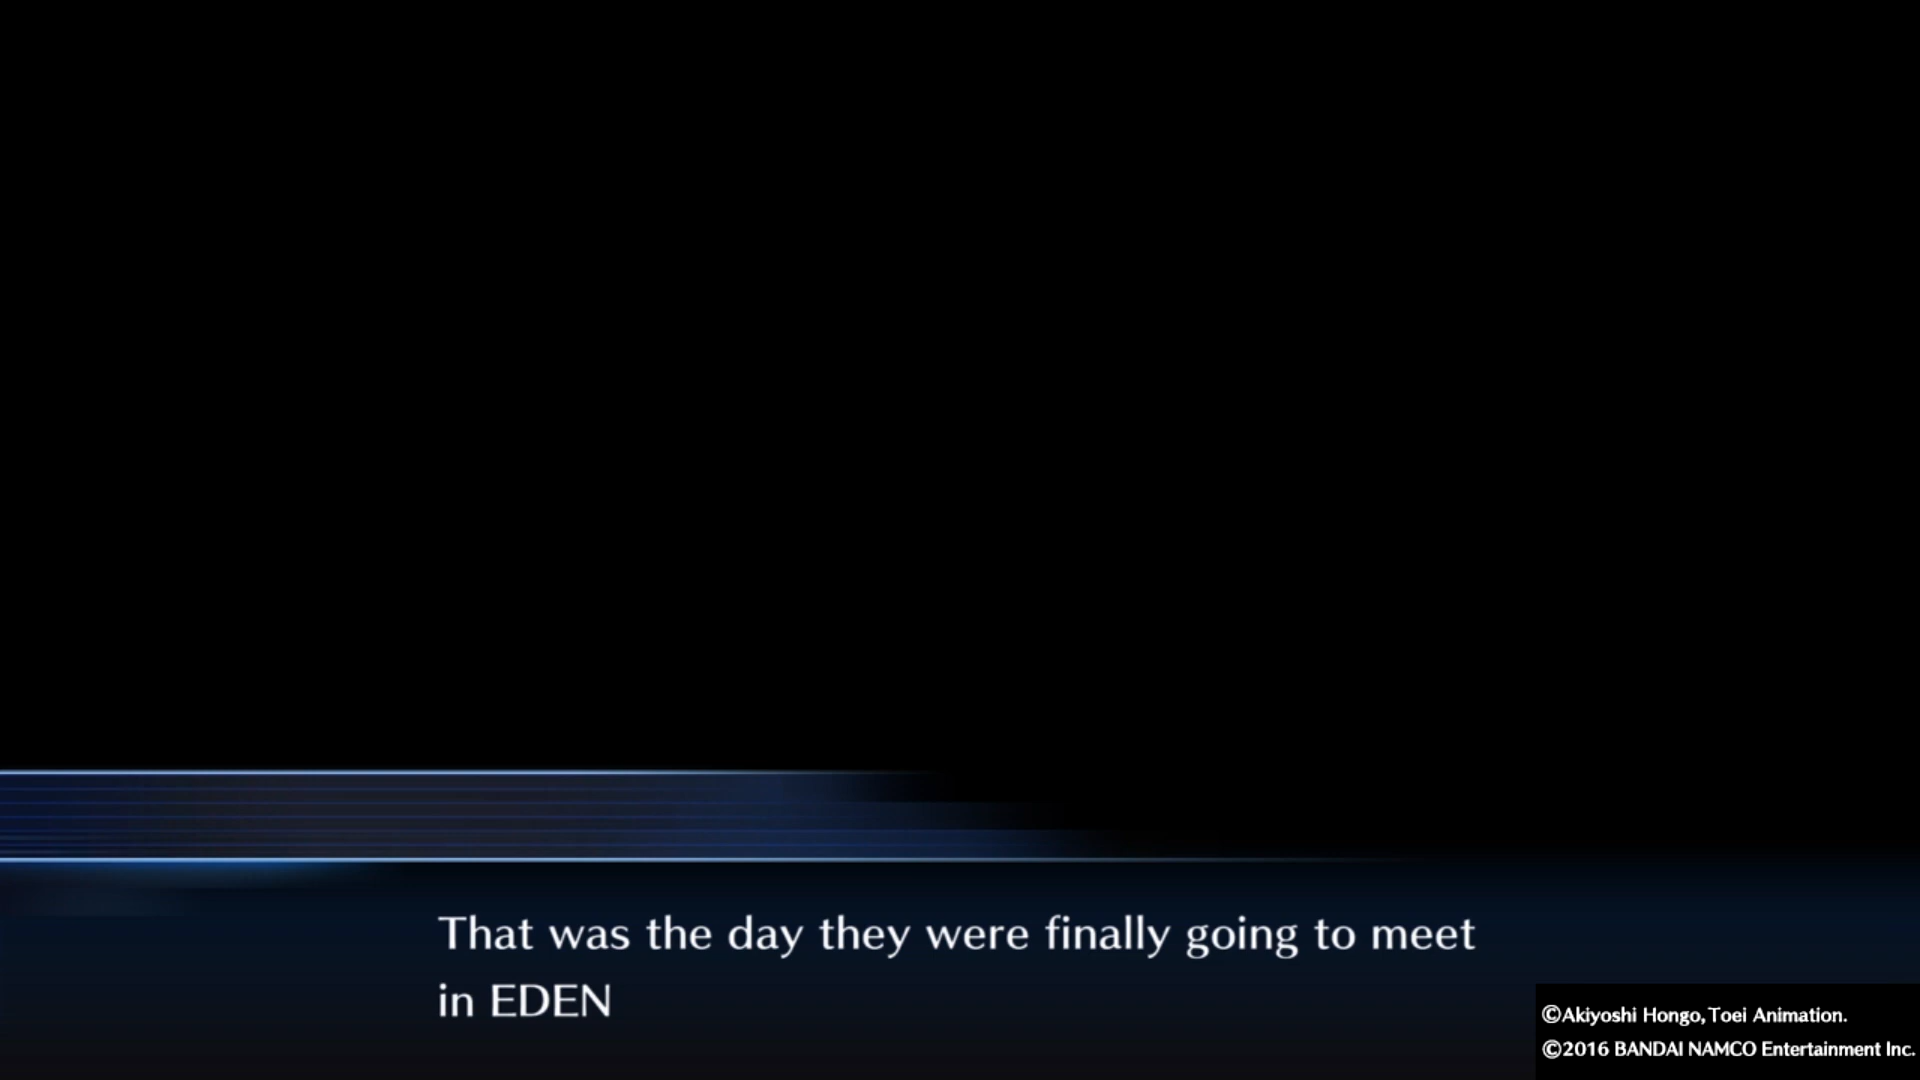 That was the day they were finally going to meet
in EDEN
©Akiyoshi Hongo, Toei Animation.
©2016 BANDAI NAMCO Entertainment Inc.